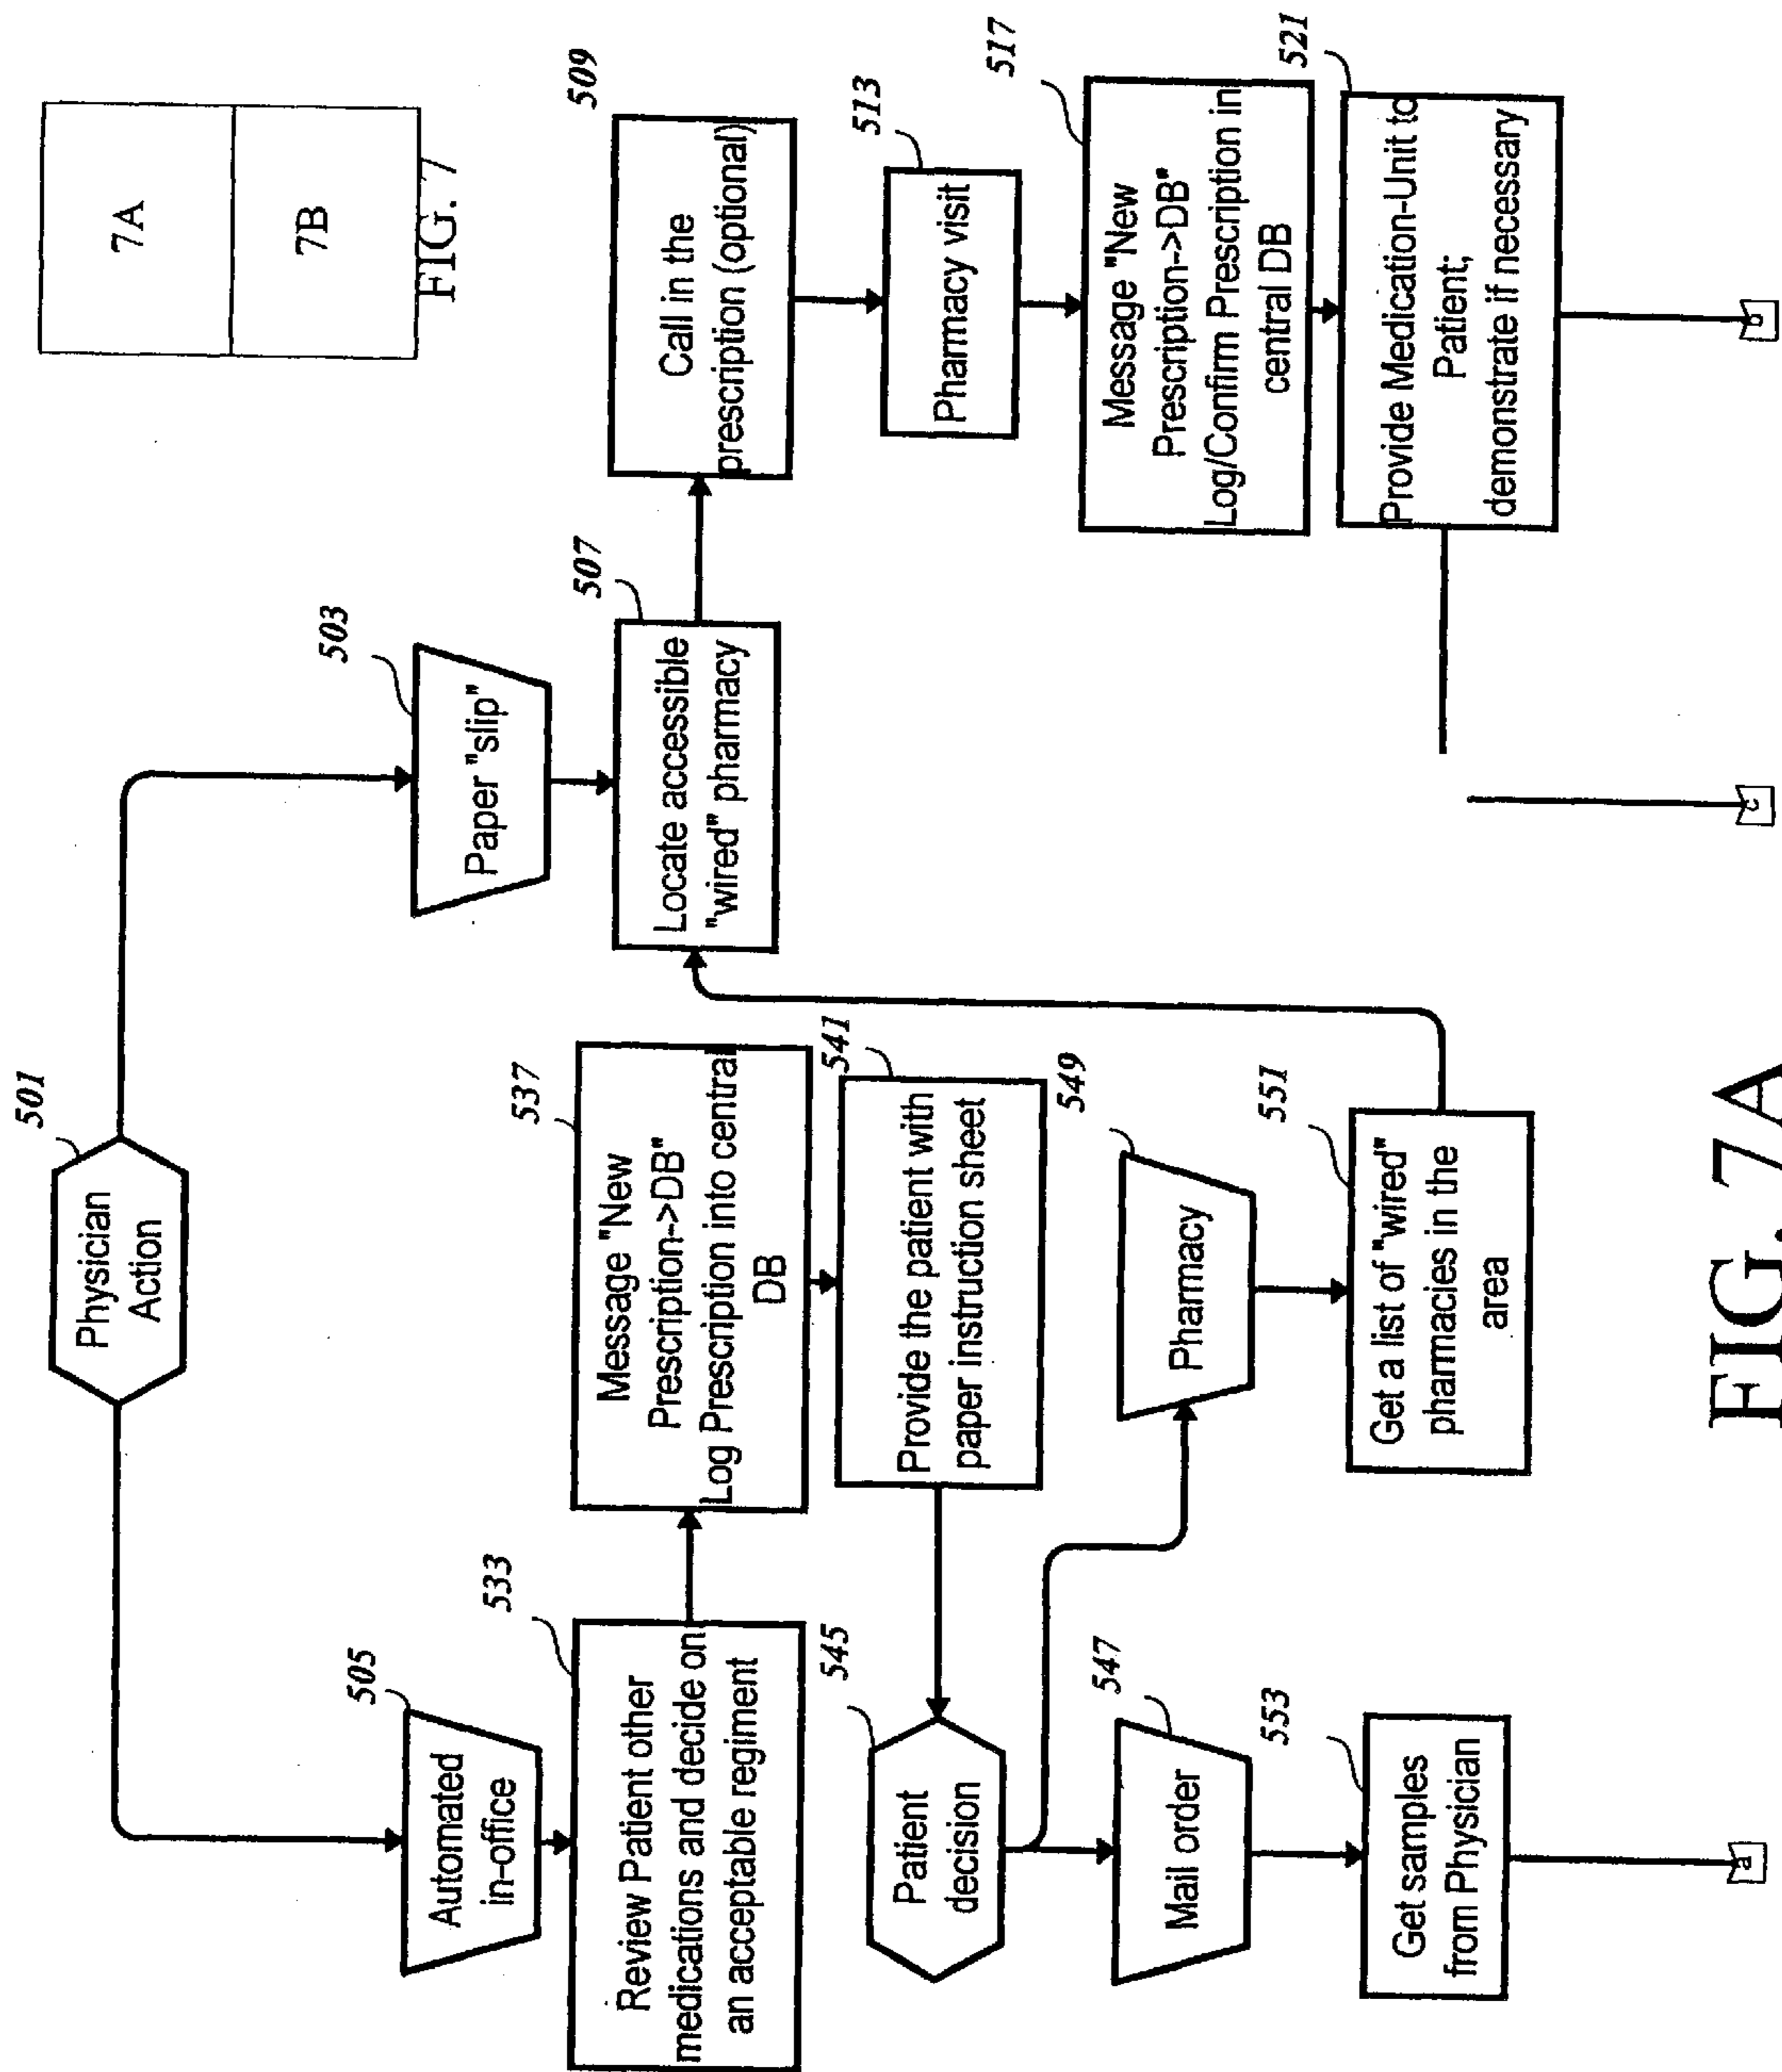 7A
7B
FIG. 7
501
Physician
Action
503
Paper "slip"
505
Automated
in-office
507
Locate accessible
"wired" pharmacy
509
Call in the
prescription (optional)
513
Pharmacy visit
517
Message "New
Prescription->DB"
Log/Confirm Prescription in
central DB
521
Provide Medication-Unit to
Patient;
demonstrate if necessary
533
Review Patient other
medications and decide on
an acceptable regiment
537
Message "New
Prescription->DB"
Log Prescription into central
DB
541
Provide the patient with
paper instruction sheet
545
Patient
decision
547
Mail order
549
Pharmacy
551
Get a list of "wired"
pharmacies in the
area
553
Get samples
from Physician
a
c
FIG. 7A